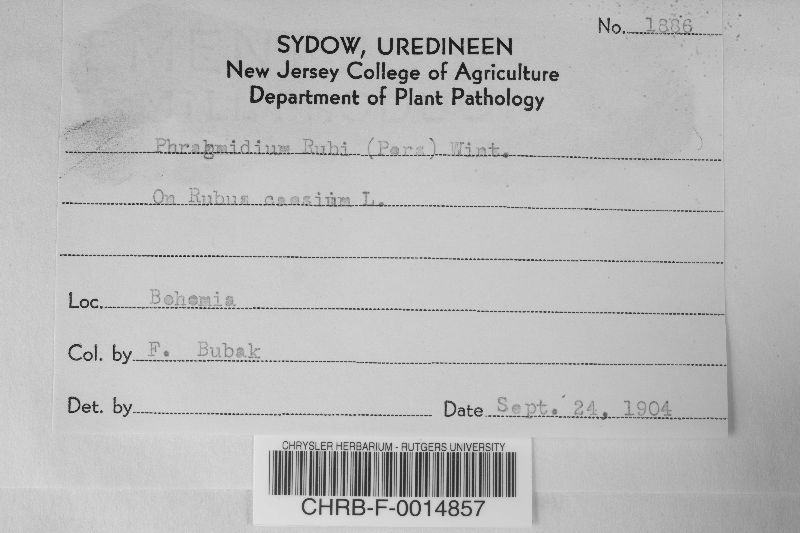 No. 1886
SYDOW, UREDINEEN
New Jersey College of Agriculture
Department of Plant Pathology
Phragmidium Rubi (Pers) Wint.
On Rubus caesium L.
Loc. Bohemia
Col. by F. Bubak
Det. by
Date Sept. 24, 1904
CHRYSLER HERBARIUM - RUTGERS UNIVERSITY
CHRB-F-0014857